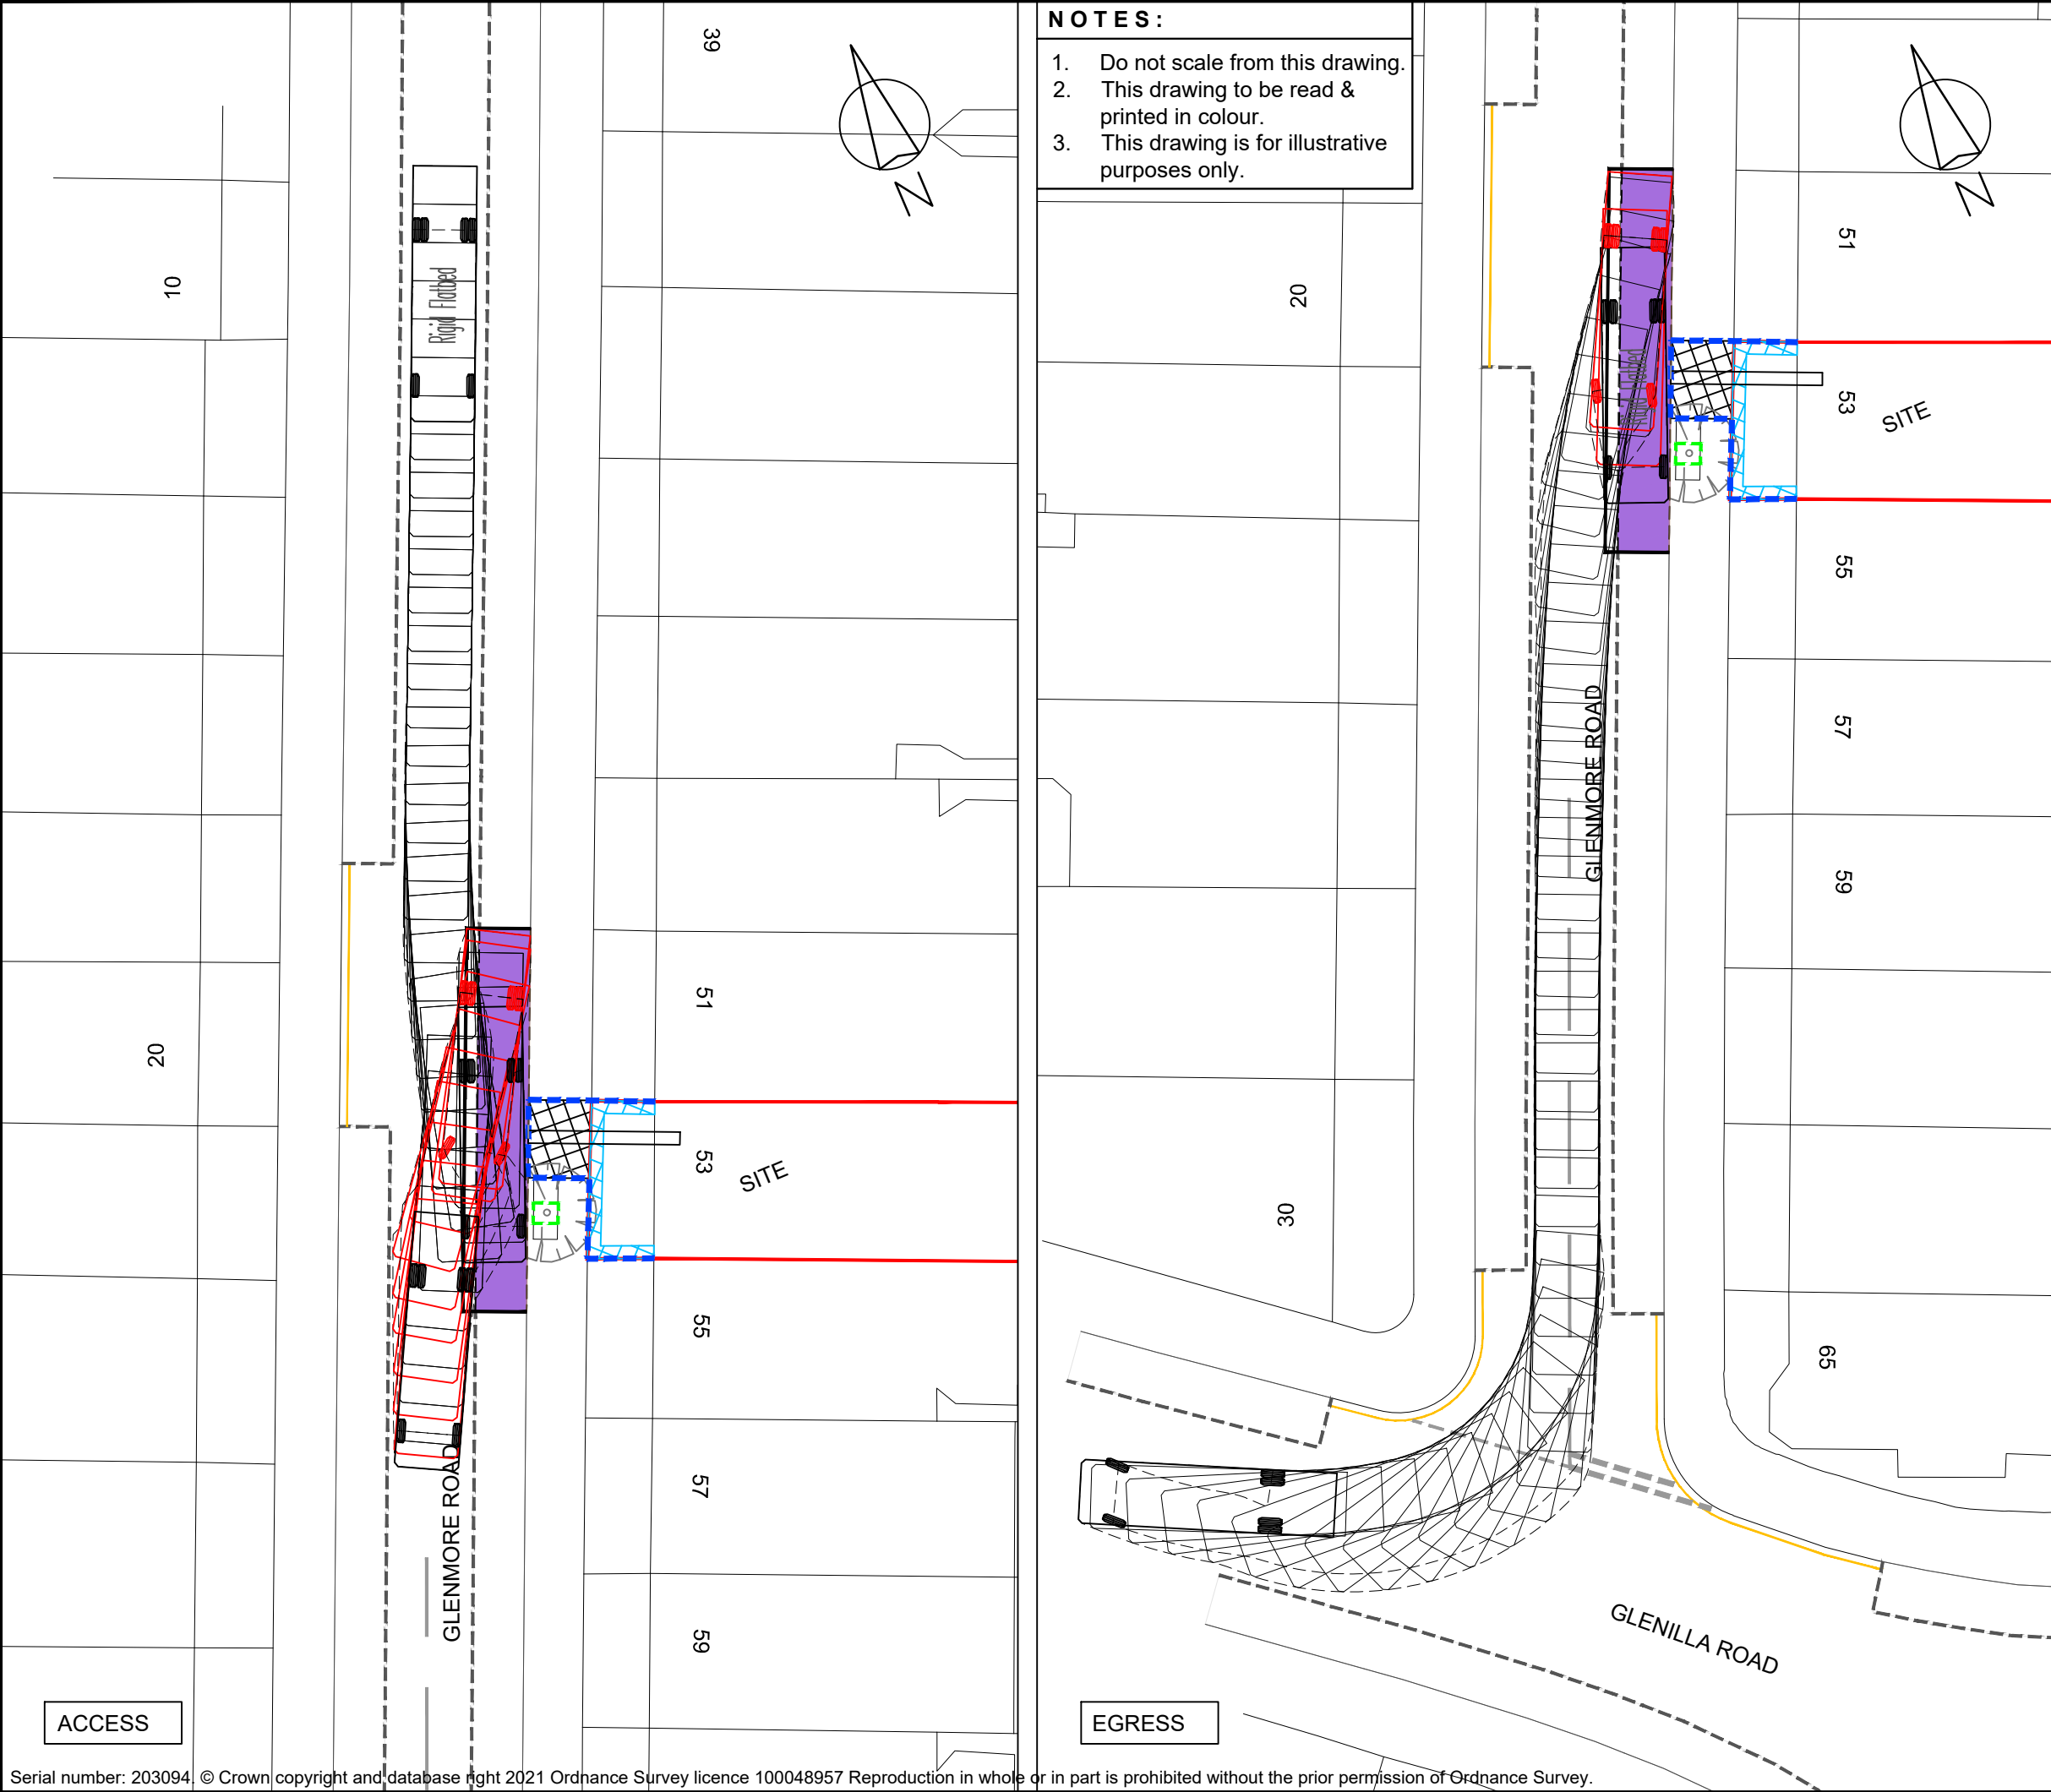 39
10
Rigid Flatbed
N
51
20
53
SITE
55
GLENMORE ROAD
57
59
ACCESS
NOTES:
1. Do not scale from this drawing.
2. This drawing to be read &
printed in colour.
3. This drawing is for illustrative
purposes only.
N
51
20
Rigid Flatbed
53
SITE
55
GLENMORE ROAD
57
59
30
65
GLENILLA ROAD
EGRESS
Serial number: 203094. © Crown copyright and database right 2021 Ordnance Survey licence 100048957 Reproduction in whole or in part is prohibited without the prior permission of Ordnance Survey.